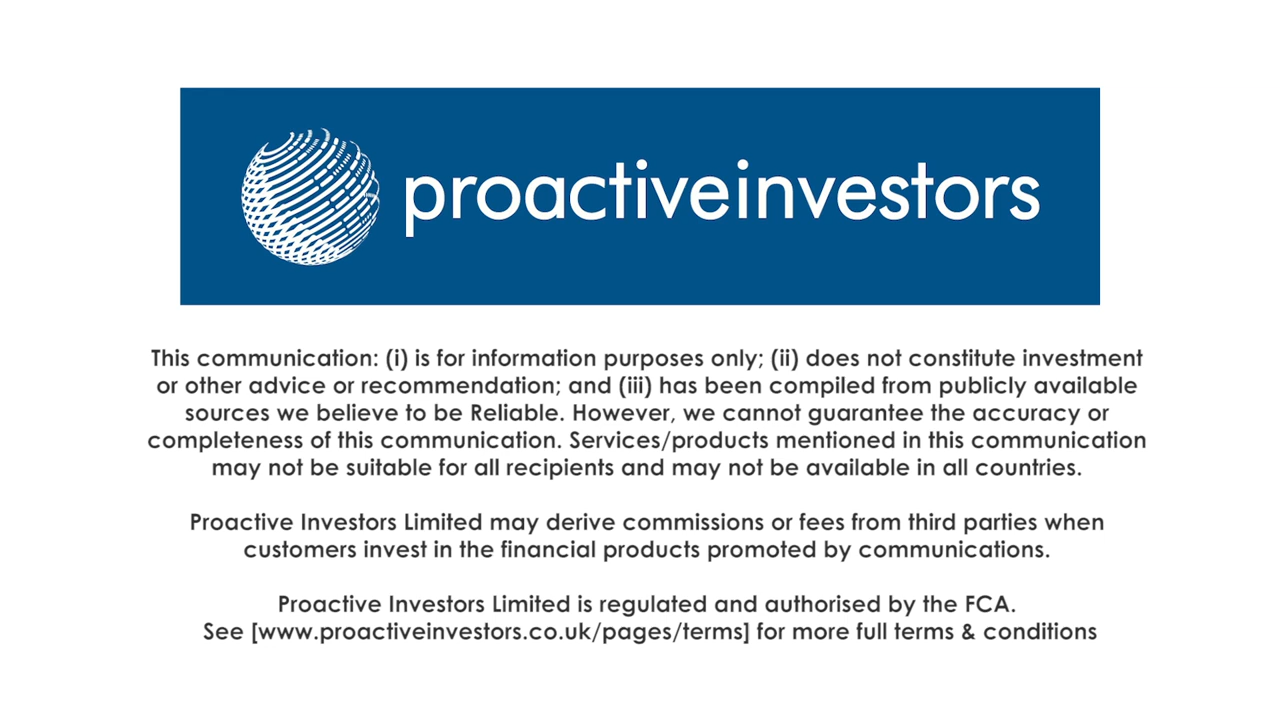 proactiveinvestors
This communication: (i) is for information purposes only; (ii) does not constitute investment
or other advice or recommendation; and (iii) has been compiled from publicly available
sources we believe to be Reliable. However, we cannot guarantee the accuracy or
completeness of this communication. Services/products mentioned in this communication
may not be suitable for all recipients and may not be available in all countries.
Proactive Investors Limited may derive commissions or fees from third parties when
customers invest in the financial products promoted by communications.
Proactive Investors Limited is regulated and authorised by the FCA.
See [www.proactiveinvestors.co.uk/pages/terms] for more full terms & conditions